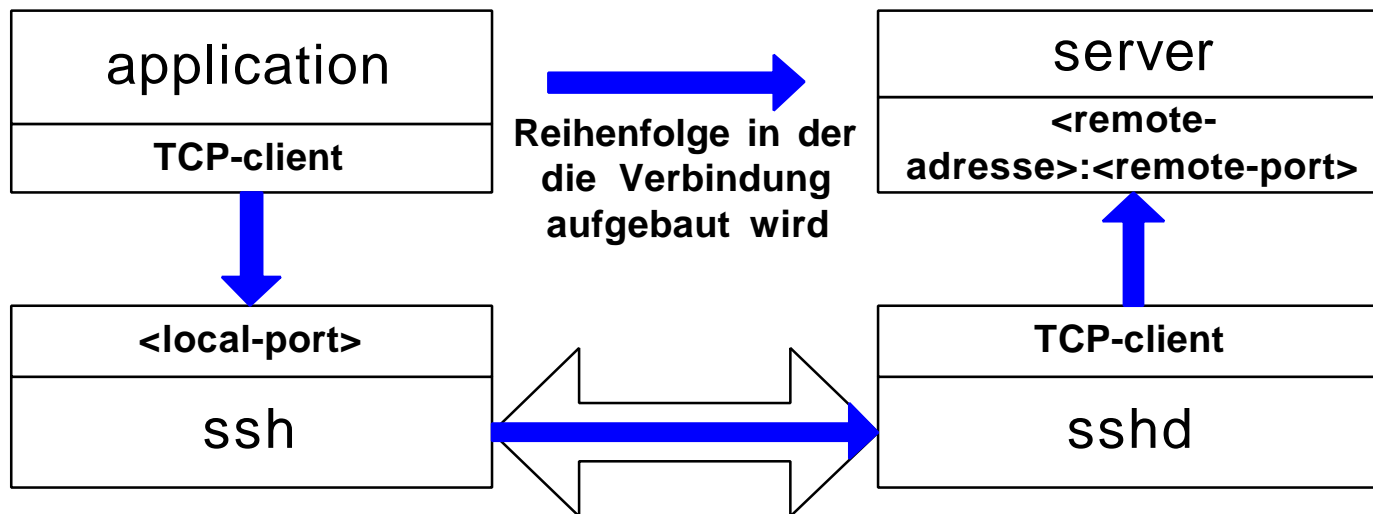 application
TCP-client
Reihenfolge in der
die Verbindung
aufgebaut wird
server
<remote-
adresse>:<remote-port>
<local-port>
ssh
TCP-client
sshd